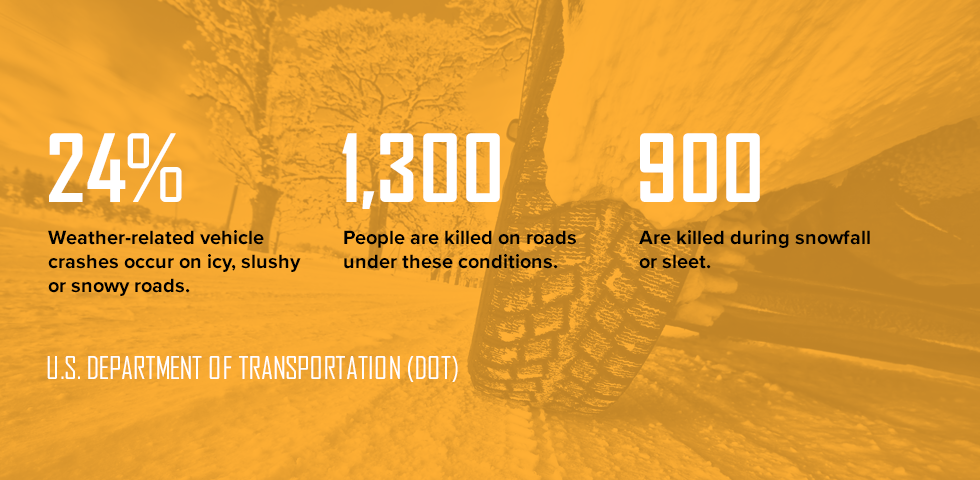 24%
Weather-related vehicle
crashes occur on icy, slushy
or snowy roads.
1,300
People are killed on roads
under these conditions.
900
Are killed during snowfall
or sleet.
U.S. DEPARTMENT OF TRANSPORTATION (DOT)